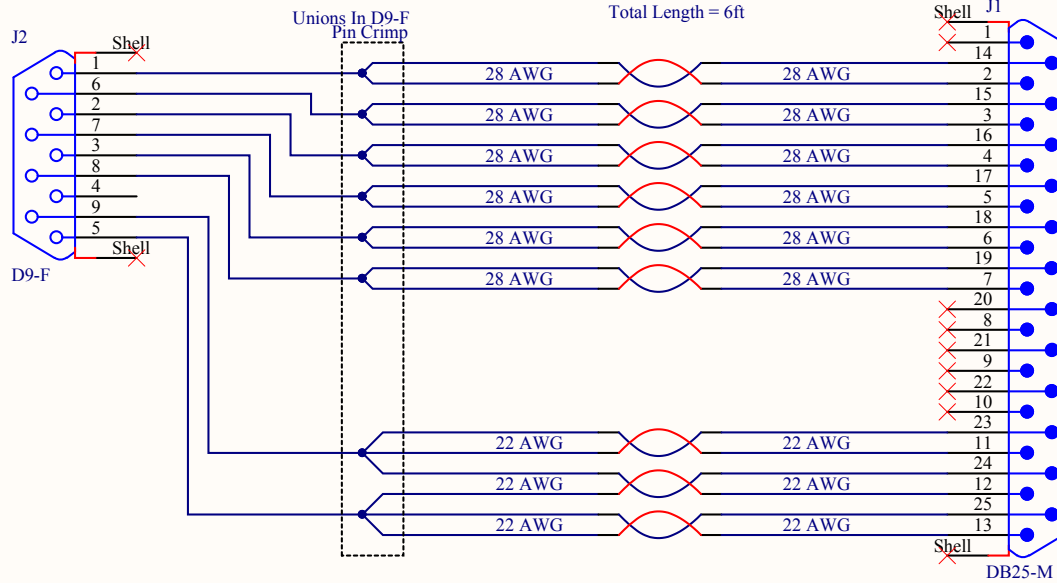 Unions In D9-F
Pin Crimp
Total Length = 6ft
J2
Shell
1
6
2
7
3
8
4
9
5
Shell
D9-F
28 AWG 28 AWG
28 AWG 28 AWG
28 AWG 28 AWG
28 AWG 28 AWG
28 AWG 28 AWG
28 AWG 28 AWG
22 AWG 22 AWG
22 AWG 22 AWG
22 AWG 22 AWG
J1
Shell
1
14
2
15
3
16
4
17
5
18
6
19
7
20
8
21
9
22
10
23
11
24
12
25
13
Shell
DB25-M